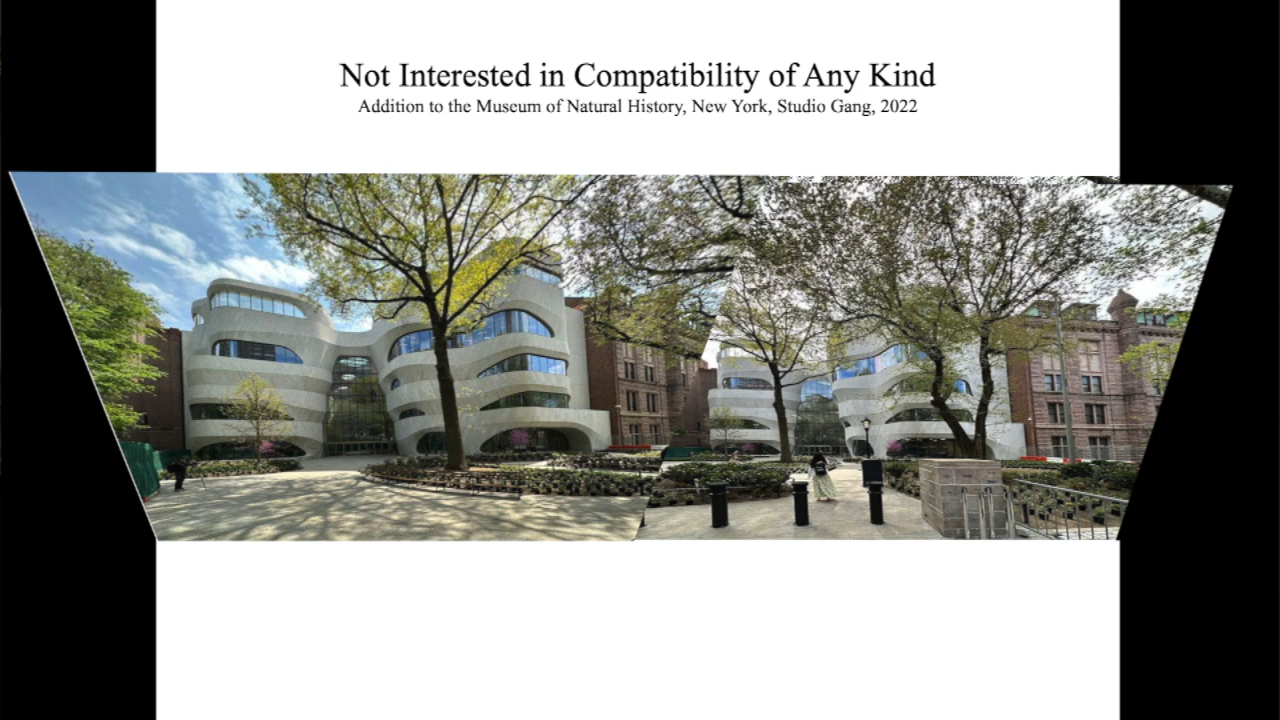 Not Interested in Compatibility of Any Kind
Addition to the Museum of Natural History, New York, Studio Gang, 2022